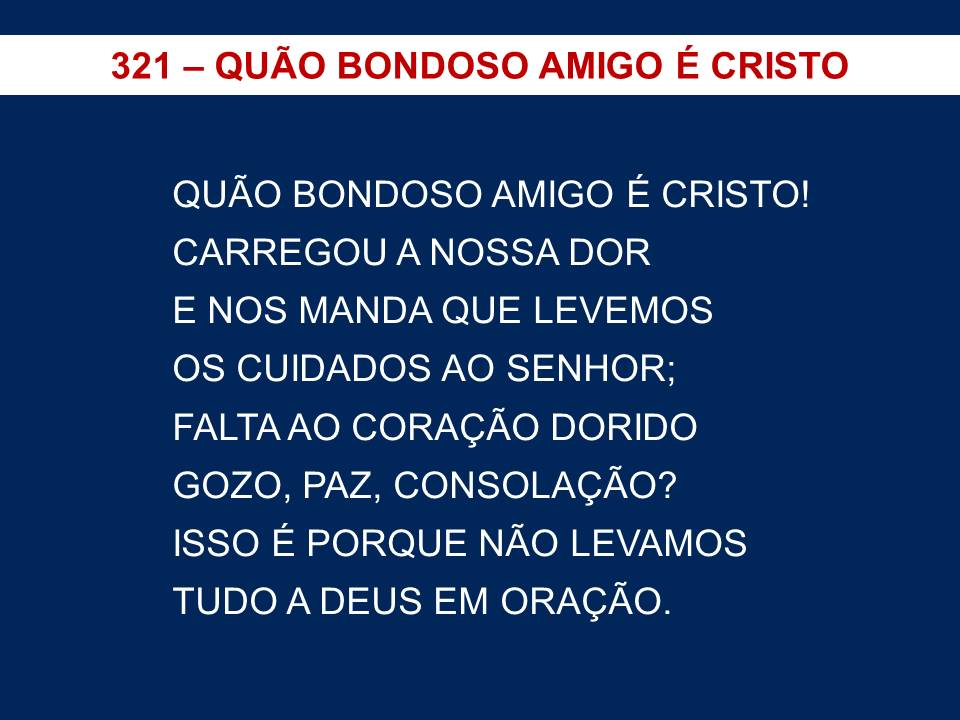 321 – QUÃO BONDOSO AMIGO É CRISTO
QUÃO BONDOSO AMIGO É CRISTO!
CARREGOU A NOSSA DOR
E NOS MANDA QUE LEVEMOS
OS CUIDADOS AO SENHOR;
FALTA AO CORAÇÃO DORIDO
GOZO, PAZ, CONSOLAÇÃO?
ISSO É PORQUE NÃO LEVAMOS
TUDO A DEUS EM ORAÇÃO.